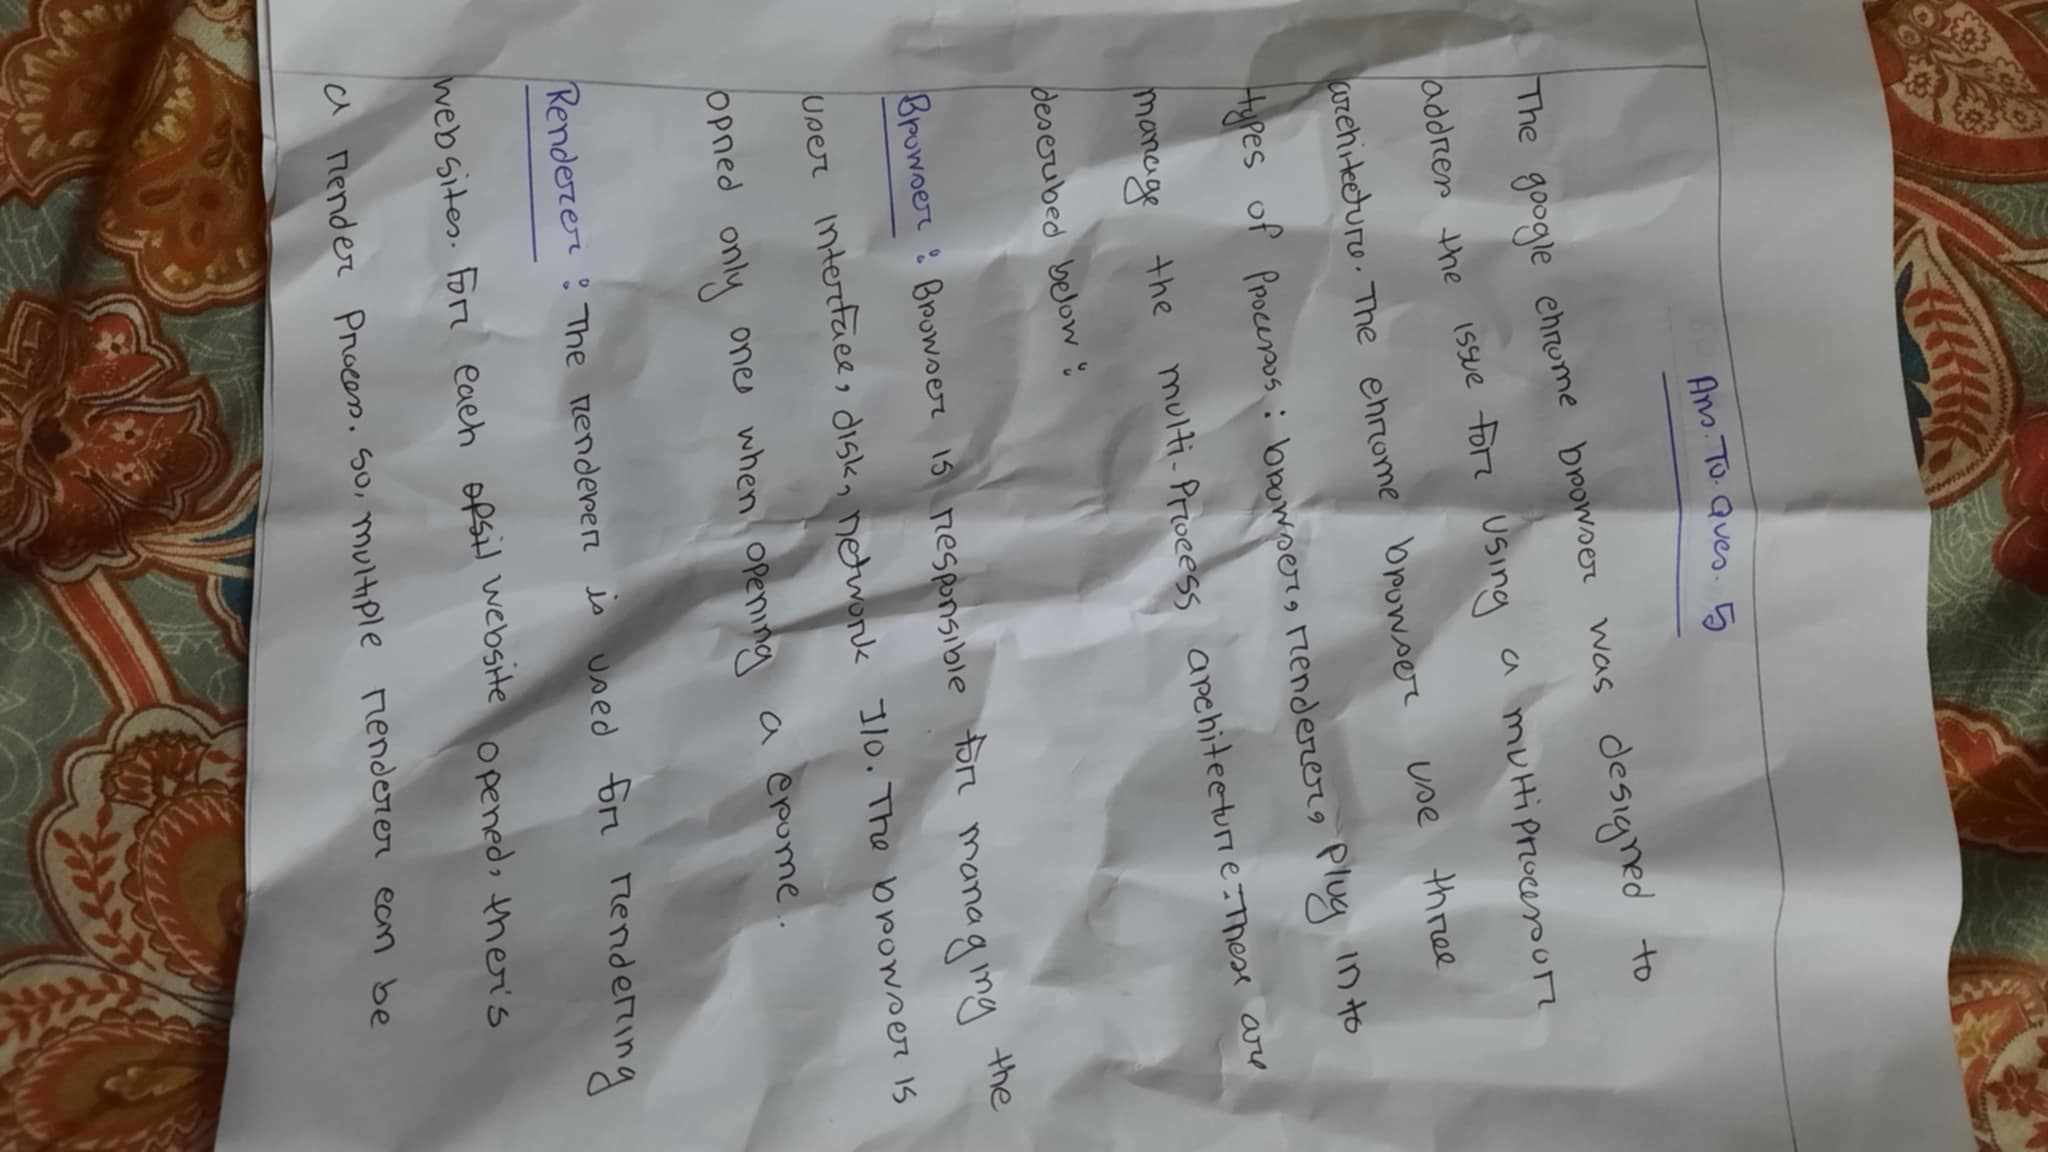 Ans. To. Ques. 5
The google chrome browser was designed to
address the issue for using a multiprocessor
architecture. The chrome browser use three
types of Process: browser, renderer, Plug in to
manage the multi-Process architecture. These are
described below:
Browser: Browser is responsible for managing the
user interface, disk, network I/O. The browser is
opned only ones when opening a crome.
Renderer: The renderer is used for rendering
websites. For each website opened, ther's
a render Process. So, multiple renderer can be